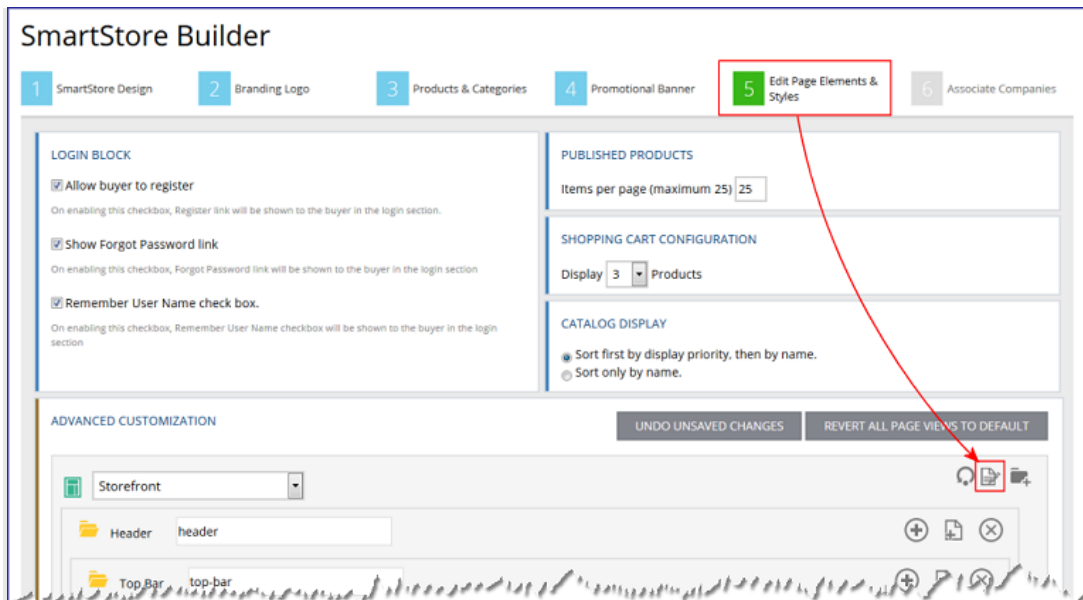 SmartStore Builder
1 SmartStore Design
2 Branding Logo
3 Products & Categories
4 Promotional Banner
5 Edit Page Elements &
Styles
6 Associate Companies
LOGIN BLOCK
Allow buyer to register
On enabling this checkbox, Register link will be shown to the buyer in the login section.
Show Forgot Password link
On enabling this checkbox, Forgot Password link will be shown to the buyer in the login section
Remember User Name check box.
On enabling this checkbox, Remember User Name checkbox will be shown to the buyer in the login
section
PUBLISHED PRODUCTS
Items per page (maximum 25) 25
SHOPPING CART CONFIGURATION
Display 3 Products
CATALOG DISPLAY
Sort first by display priority, then by name.
Sort only by name.
ADVANCED CUSTOMIZATION
UNDO UNSAVED CHANGES
REVERT ALL PAGE VIEWS TO DEFAULT
Storefront
Header header
Top Bar top-bar